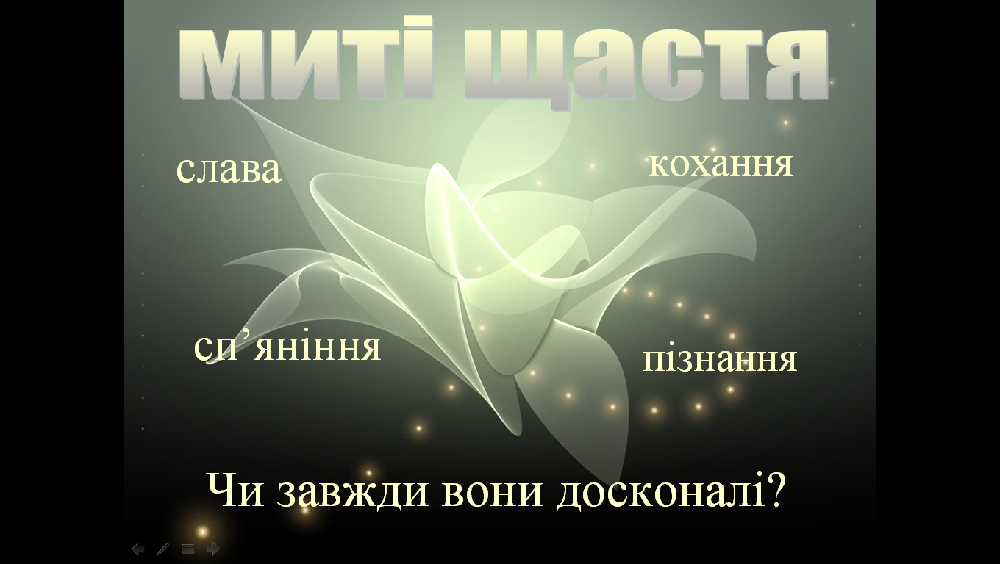 миті щастя
слава
кохання
сп’яніння
пізнання
Чи завжди вони досконалі?